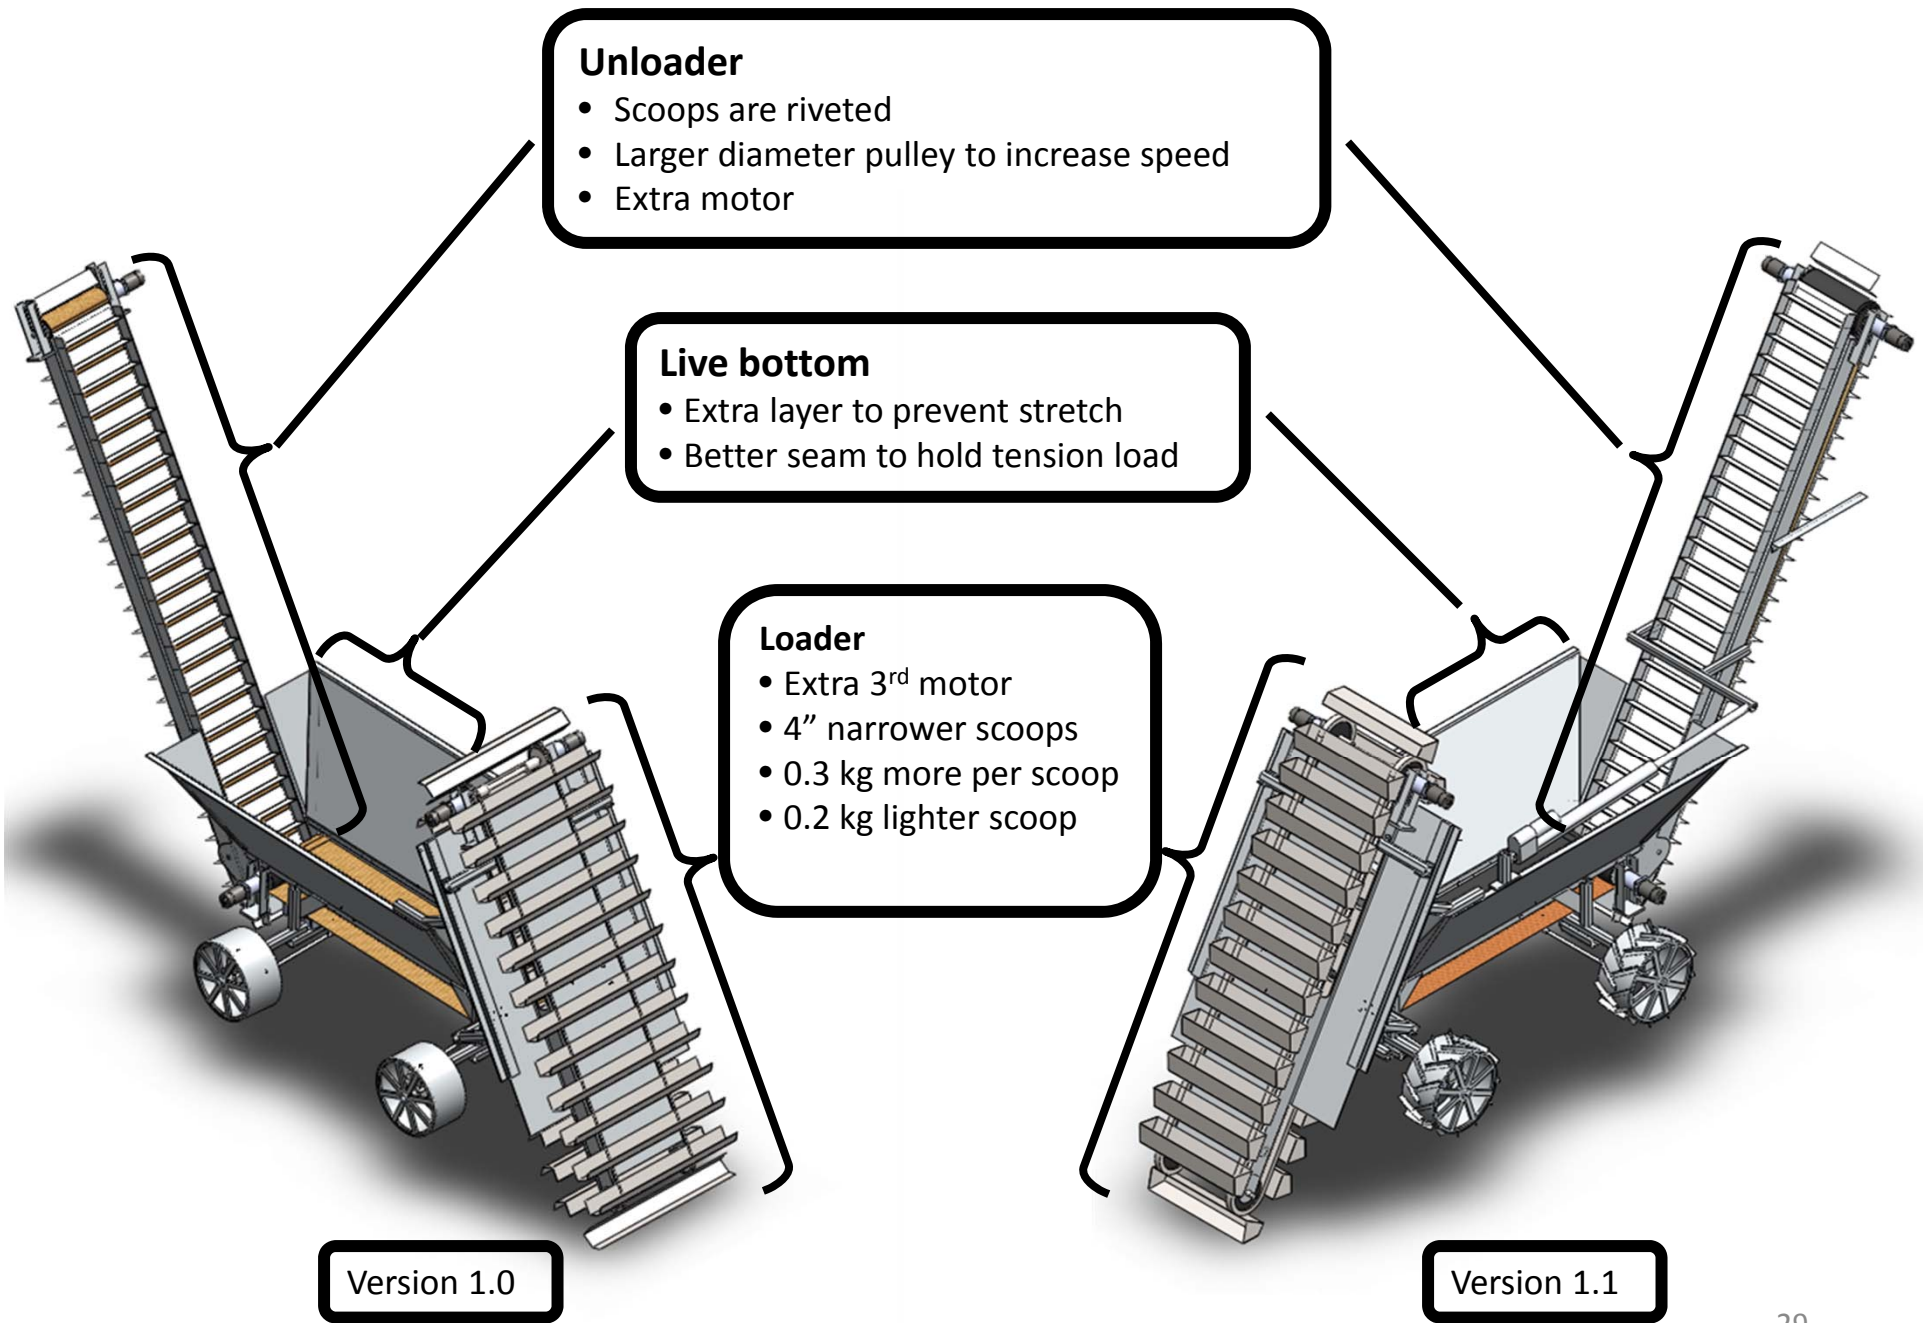 Unloader
• Scoops are riveted
• Larger diameter pulley to increase speed
• Extra motor
Live bottom
• Extra layer to prevent stretch
• Better seam to hold tension load
Loader
• Extra 3rd motor
• 4” narrower scoops
• 0.3 kg more per scoop
• 0.2 kg lighter scoop
Version 1.0
Version 1.1